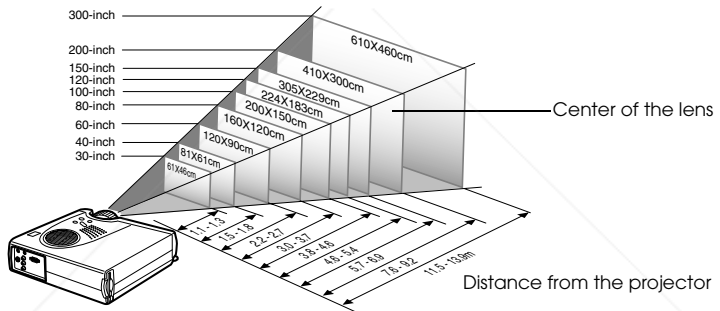 300-inch
200-inch
150-inch
120-inch
100-inch
80-inch
60-inch
40-inch
30-inch
610X460cm
410X300cm
305X229cm
224X183cm
200X150cm
160X120cm
120X90cm
81X61cm
61X46cm
Center of the lens
1.1 - 1.3
1.5 - 1.8
2.2 - 2.7
3.0 - 3.7
3.8 - 4.6
4.6 - 5.4
5.7 - 6.9
7.6 - 9.2
11.5 - 13.9m
Distance from the projector